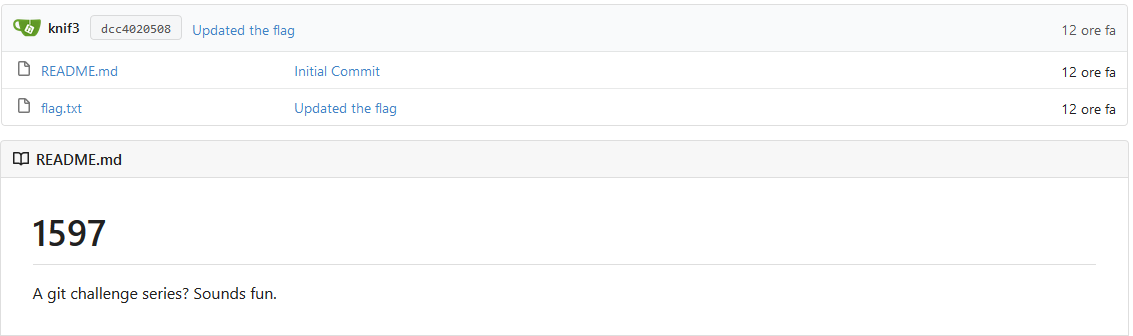 knif3 dcc4020508 Updated the flag 12 ore fa
README.md Initial Commit 12 ore fa
flag.txt Updated the flag 12 ore fa
README.md
1597
A git challenge series? Sounds fun.